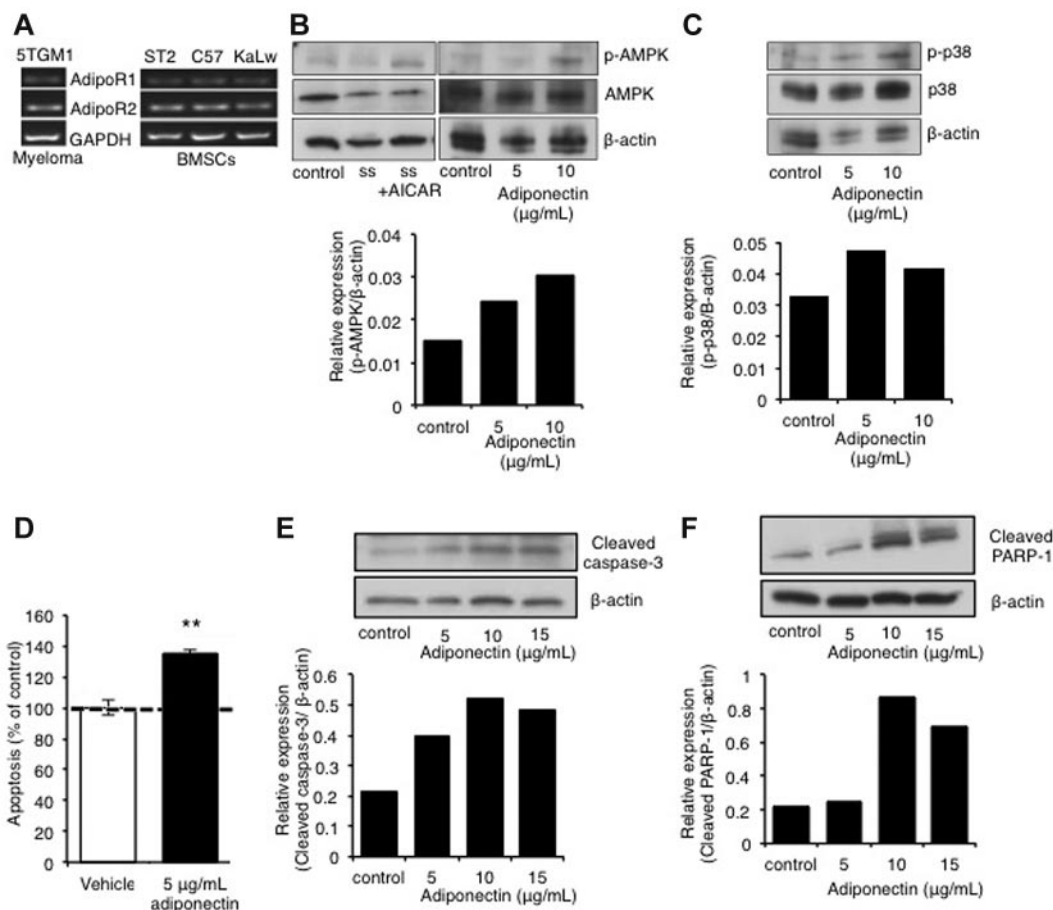 A
5TGM1
ST2 C57 KaLw
AdipoR1
AdipoR2
GAPDH
Myeloma
BMSCs
B
p-AMPK
AMPK
β-actin
control ss ss control 5 10
+AICAR Adiponectin
(µg/mL)
Relative expression
(p-AMPK/β-actin)
0.04
0.03
0.02
0.01
0
control 5 10
Adiponectin
(µg/mL)
C
p-p38
p38
β-actin
control 5 10
Adiponectin
(µg/mL)
Relative expression
(p-p38/B-actin)
0.05
0.04
0.03
0.02
0.01
0
control 5 10
Adiponectin
(µg/mL)
D
Apoptosis (% of control)
160
140
120
100
80
60
40
20
0
**
Vehicle 5 µg/mL
adiponectin
E
Cleaved
caspase-3
β-actin
control 5 10 15
Adiponectin (µg/mL)
Relative expression
(Cleaved caspase-3/ β-actin)
0.6
0.5
0.4
0.3
0.2
0.1
0
control 5 10 15
Adiponectin (µg/mL)
F
Cleaved
PARP-1
β-actin
control 5 10 15
Adiponectin (µg/mL)
Relative expression
(Cleaved PARP-1/β-actin)
1
0.8
0.6
0.4
0.2
0
control 5 10 15
Adiponectin (µg/mL)